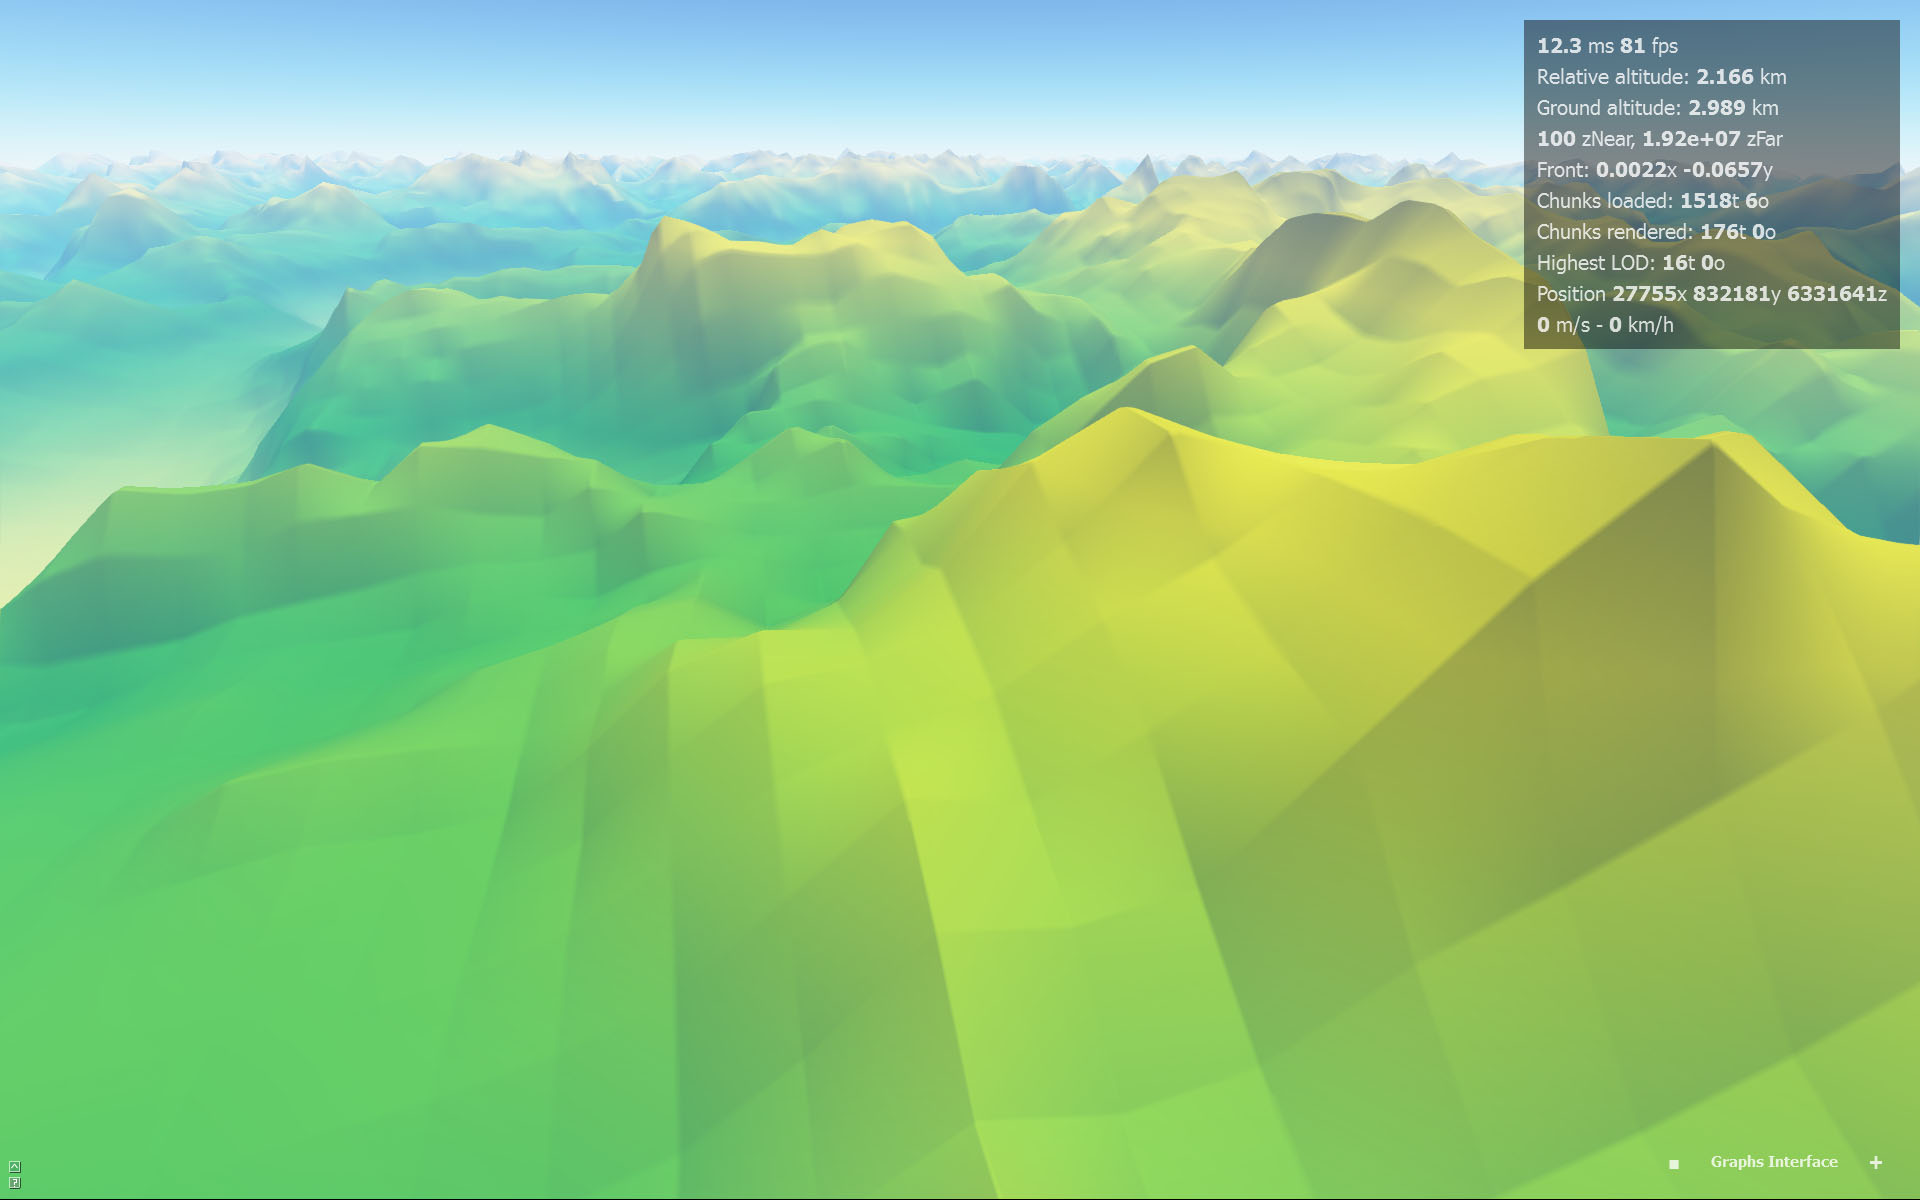 12.3 ms 81 fps
Relative altitude: 2.166 km
Ground altitude: 2.989 km
100 zNear, 1.92e+07 zFar
Front: 0.0022x -0.0657y
Chunks loaded: 1518t 6o
Chunks rendered: 176t 0o
Highest LOD: 16t 0o
Position 27755x 832181y 6331641z
0 m/s - 0 km/h
Graphs Interface +
?